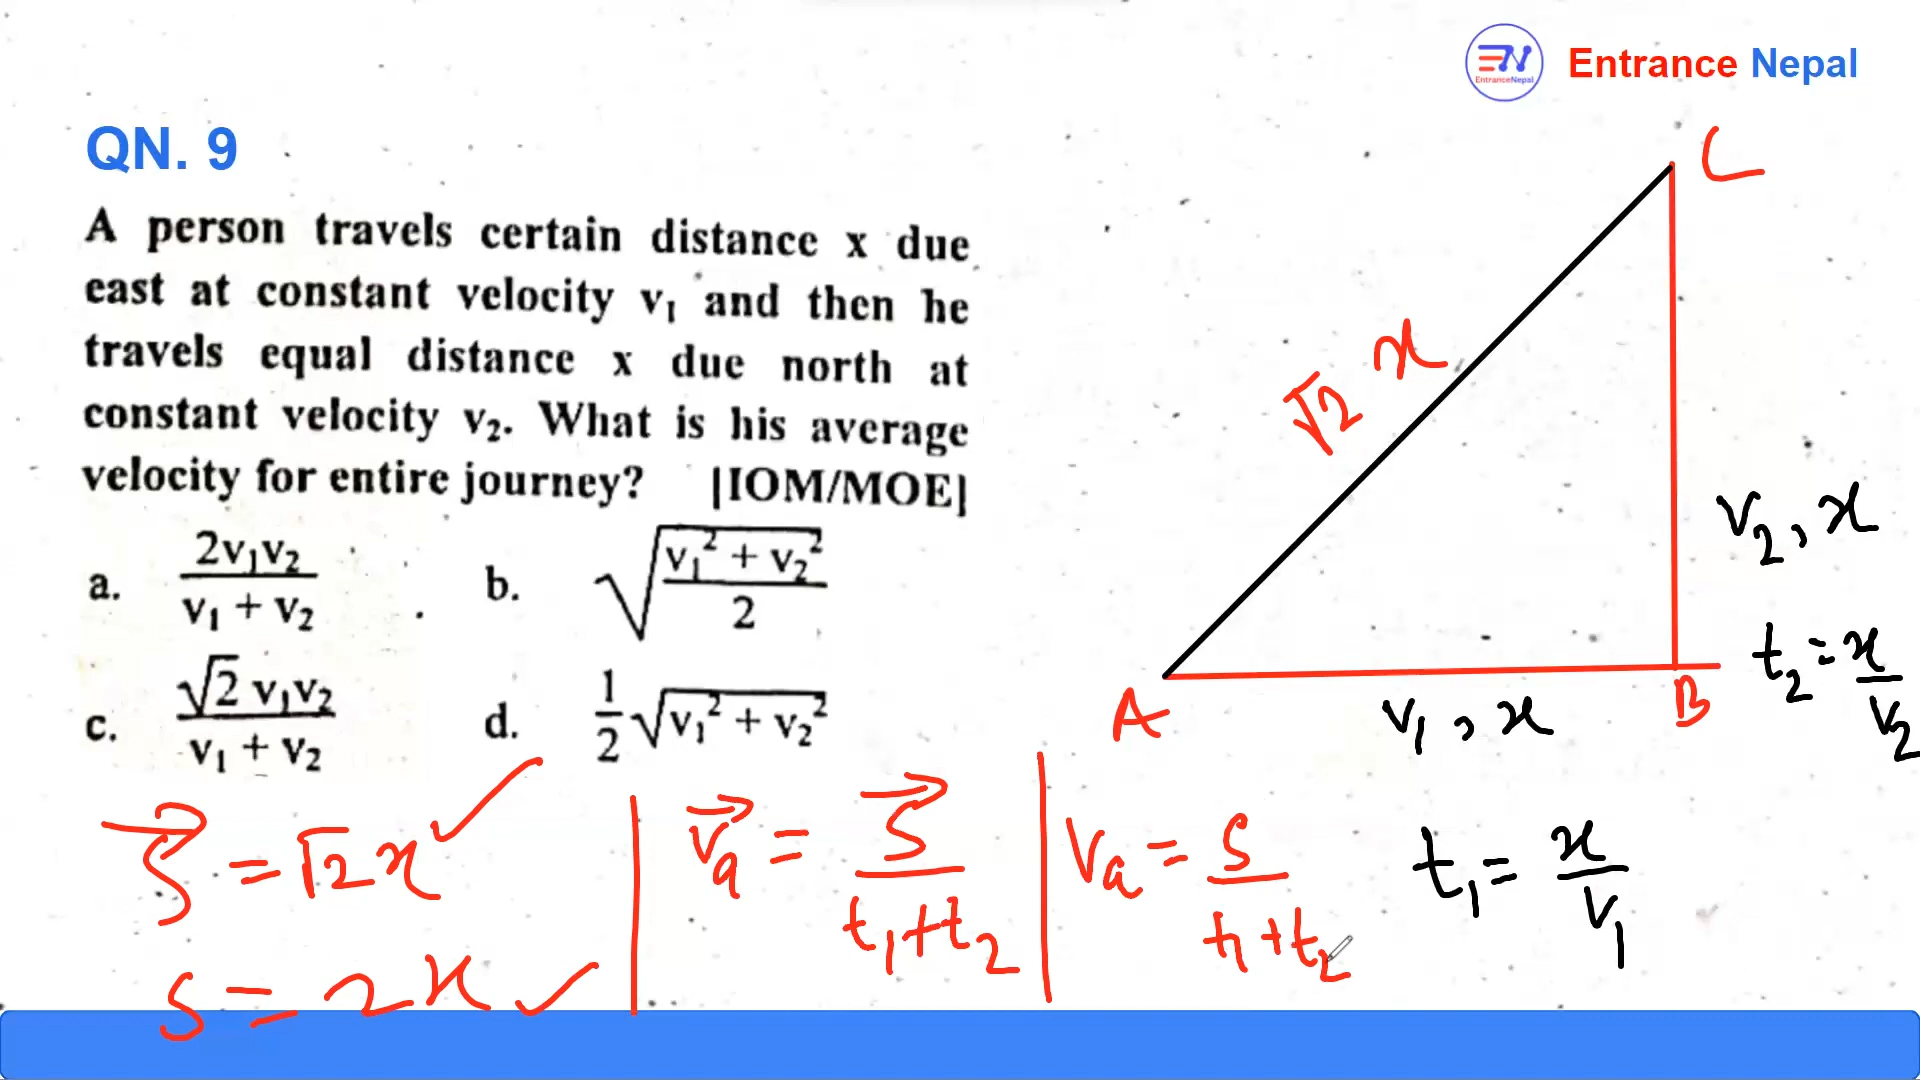 EN
EntranceNepal
Entrance Nepal
QN. 9
A person travels certain distance x due
east at constant velocity v₁ and then he
travels equal distance x due north at
constant velocity v₂. What is his average
velocity for entire journey? [IOM/MOE]
a. 2v₁v₂ / v₁ + v₂
b. √((v₁² + v₂²) / 2)
c. √2 v₁v₂ / v₁ + v₂
d. 1/2 √(v₁² + v₂²)
C
√2 x
v₂, x
t₂ = x/v₂
A
v₁, x
B
S⃗ = √2x
S = 2x
v⃗a = S⃗ / t₁+t₂
Va = S / t₁+t₂
t₁ = x/v₁